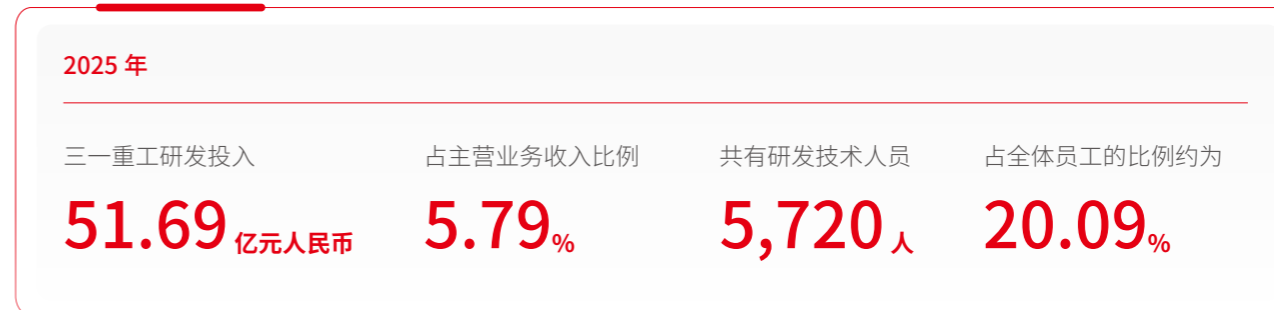 2025 年
三一重工研发投入
51.69 亿元人民币
占主营业务收入比例
5.79%
共有研发技术人员
5,720 人
占全体员工的比例约为
20.09%